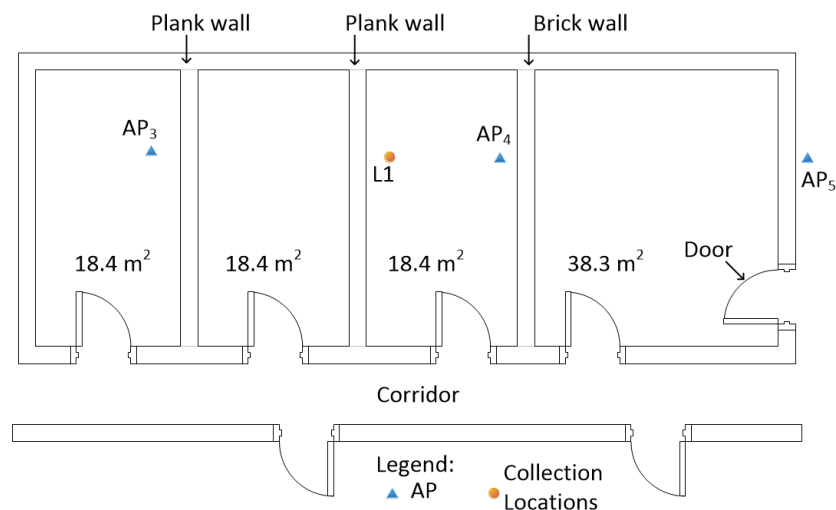 Plank wall
Plank wall
Brick wall
AP₃
AP₄
L1
AP₅
Door
18.4 m²
18.4 m²
18.4 m²
38.3 m²
Corridor
Legend:
AP
Collection
Locations